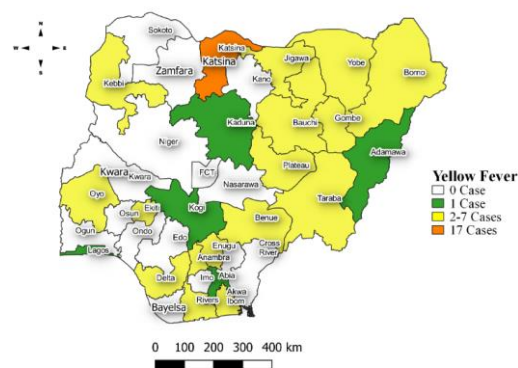 N
W E
S
Sokoto
Katsina
Zamfara
Katsina
Jigawa
Yobe
Borno
Kano
Kebbi
Kaduna
Bauchi
Gombe
Niger
Adamawa
Kwara
Kwara
FCT
Plateau
Nasarawa
Taraba
Oyo
Osun
Ekiti
Kogi
Benue
Ogun
Ondo
Edo
Lagos
Enugu
Anambra
Cross
River
Delta
Imo
Abia
Akwa
Ibom
Bayelsa
Rivers
Yellow Fever
0 Case
1 Case
2-7 Cases
17 Cases
0 100 200 300 400 km